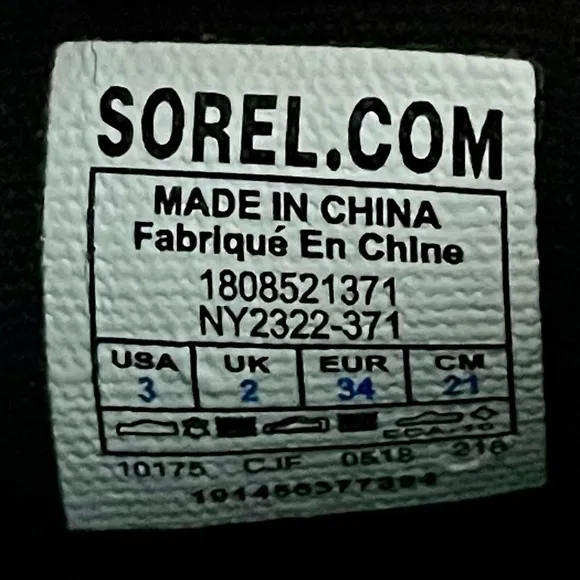 SOREL.COM
MADE IN CHINA
Fabriqué En Chine
1808521371
NY2322-371
USA UK EUR CM
3 2 34 21
10175 CJF 0518 216